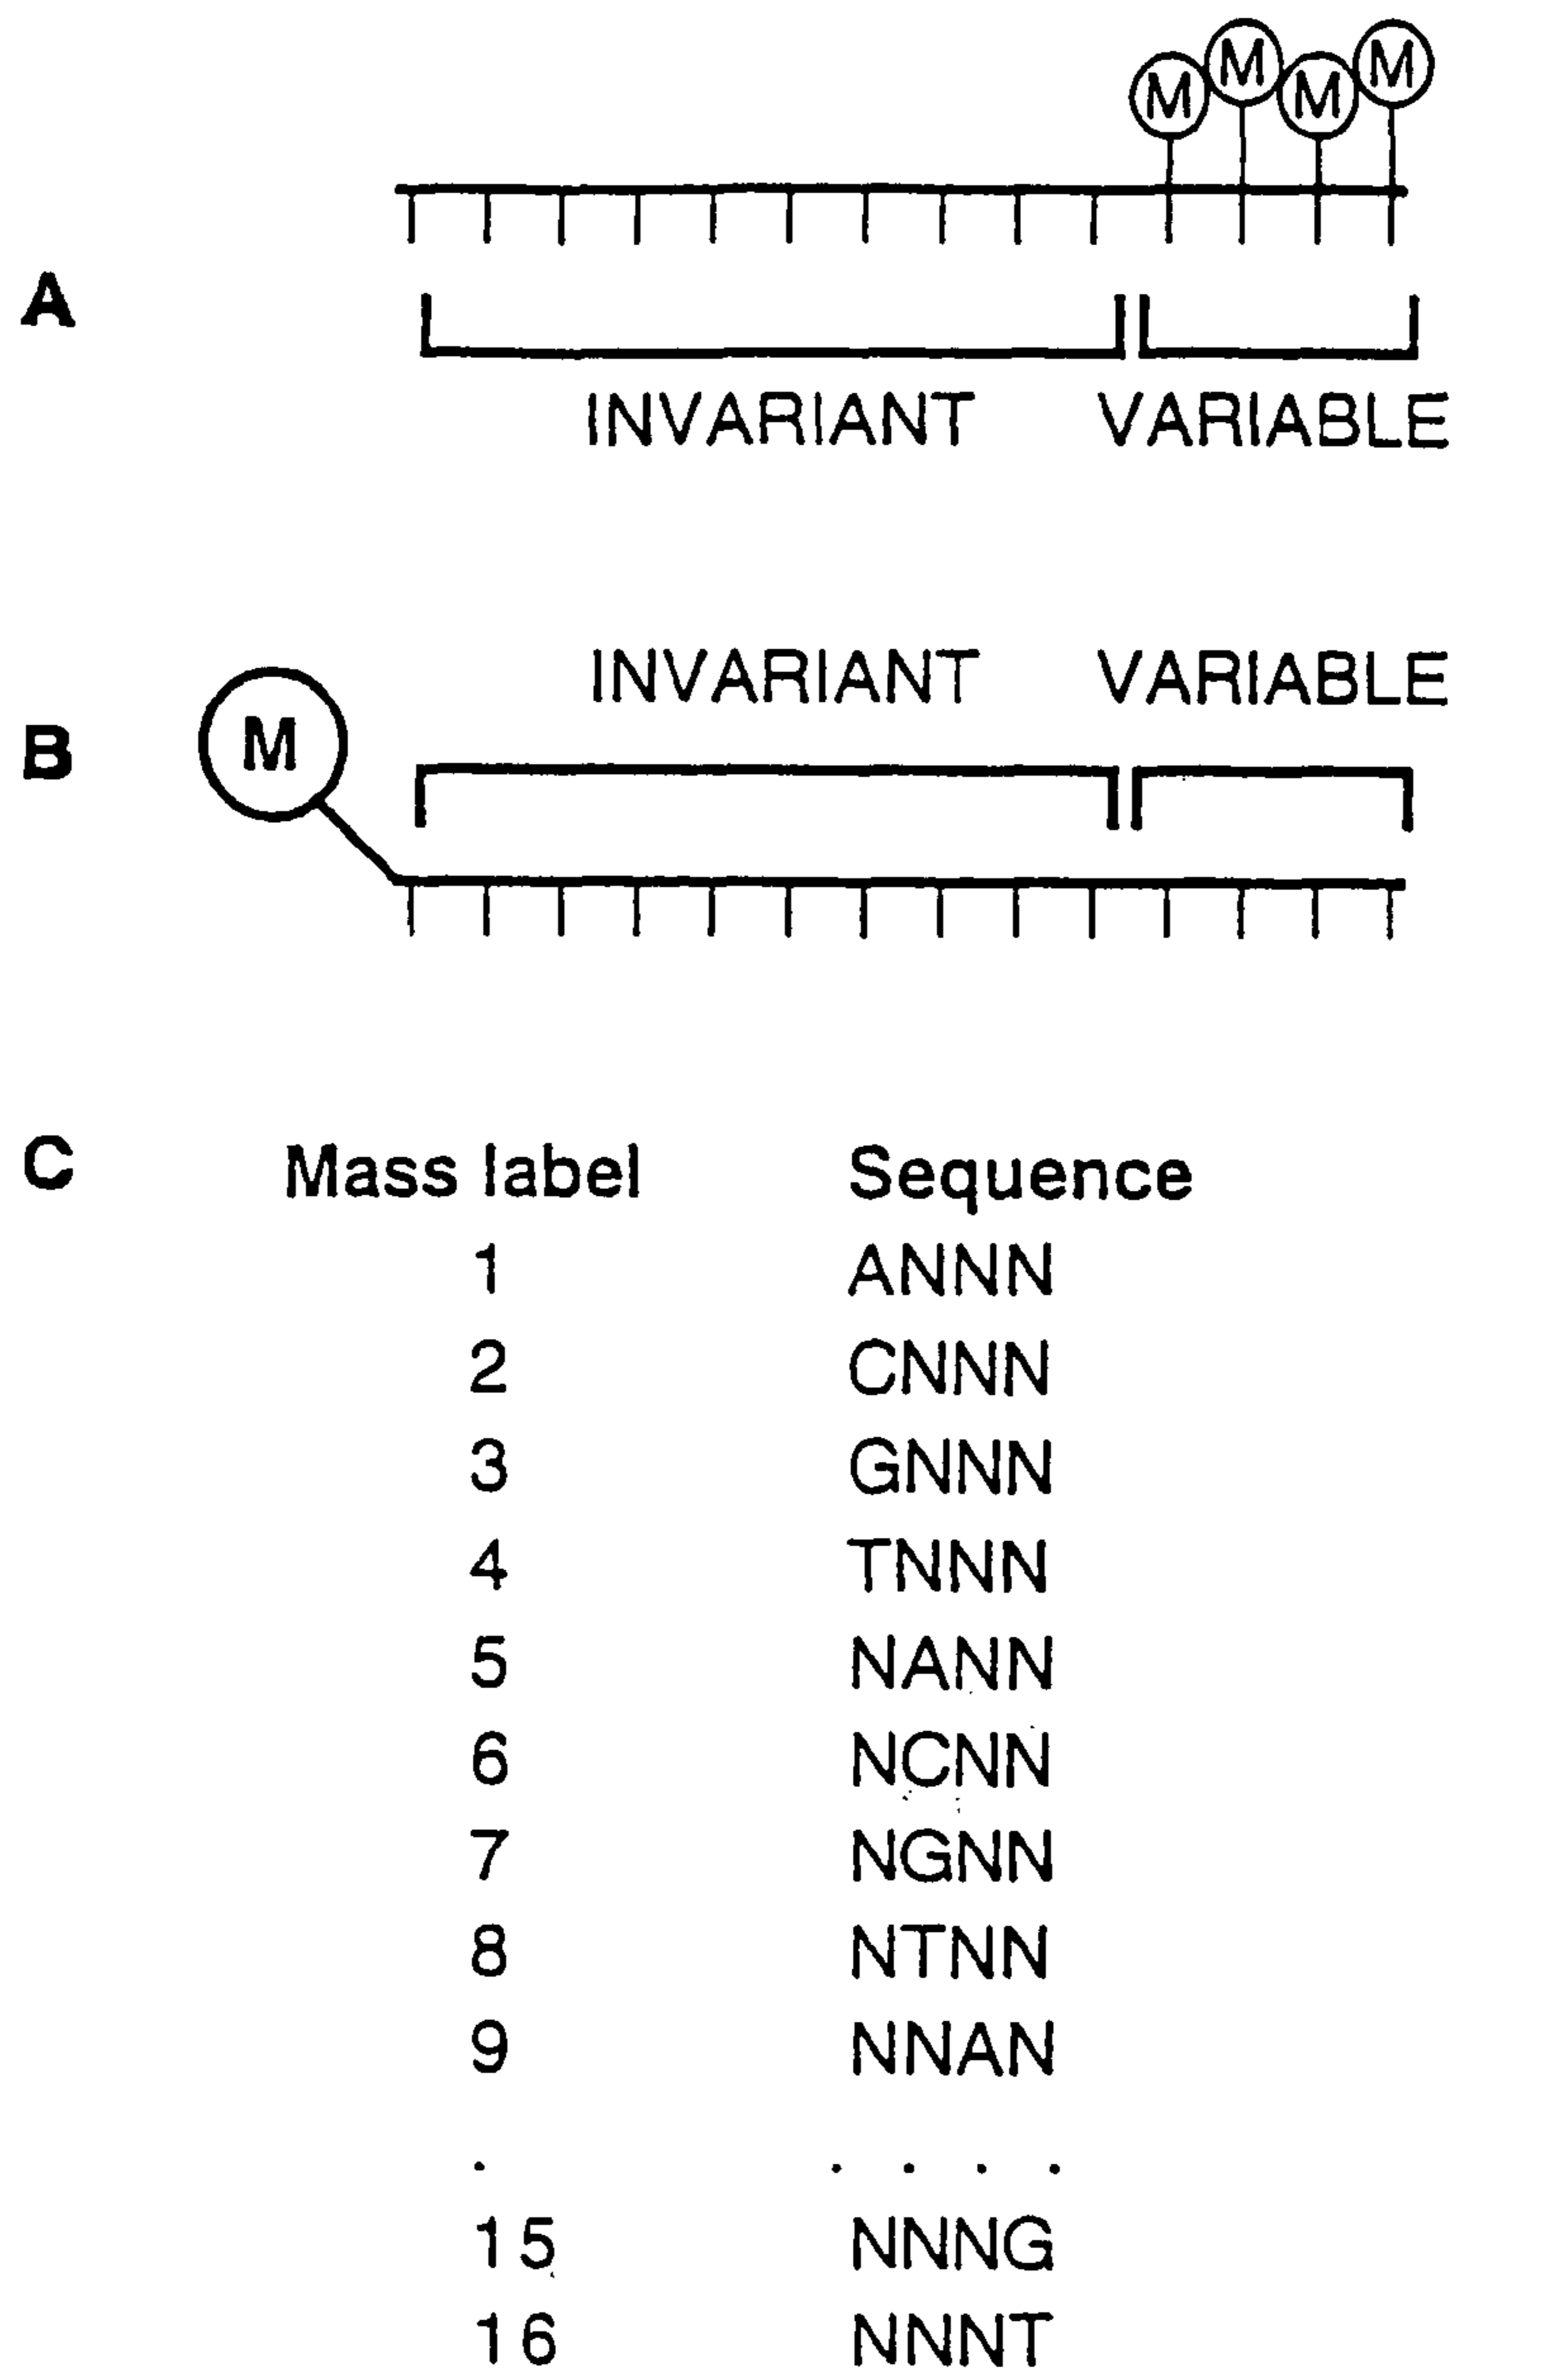 M M M M
A
INVARIANT VARIABLE
INVARIANT VARIABLE
B M
C Mass label Sequence
1 ANNN
2 CNNN
3 GNNN
4 TNNN
5 NANN
6 NCNN
7 NGNN
8 NTNN
9 NNAN
. . . . .
15 NNNG
16 NNNT